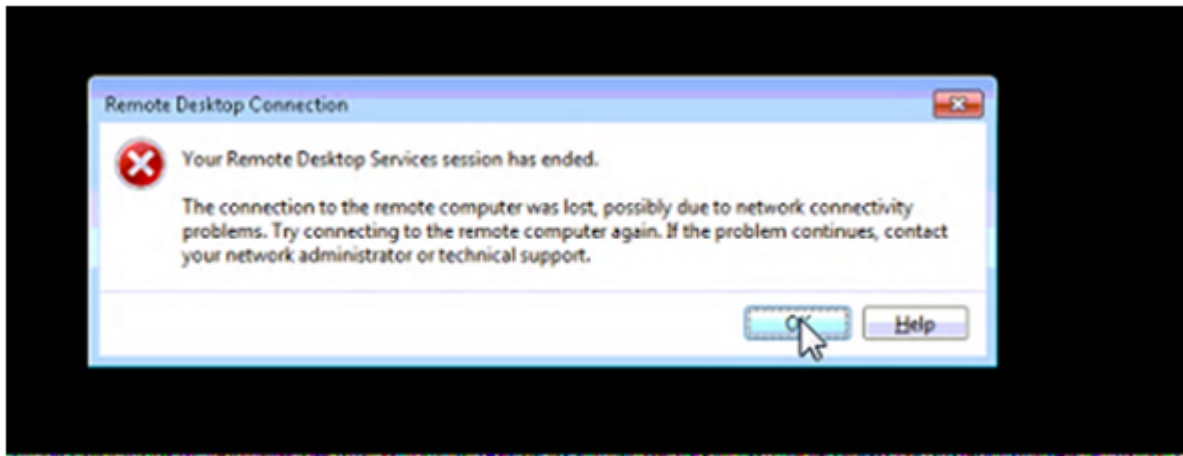 Remote Desktop Connection
Your Remote Desktop Services session has ended.
The connection to the remote computer was lost, possibly due to network connectivity
problems. Try connecting to the remote computer again. If the problem continues, contact
your network administrator or technical support.
OK
Help